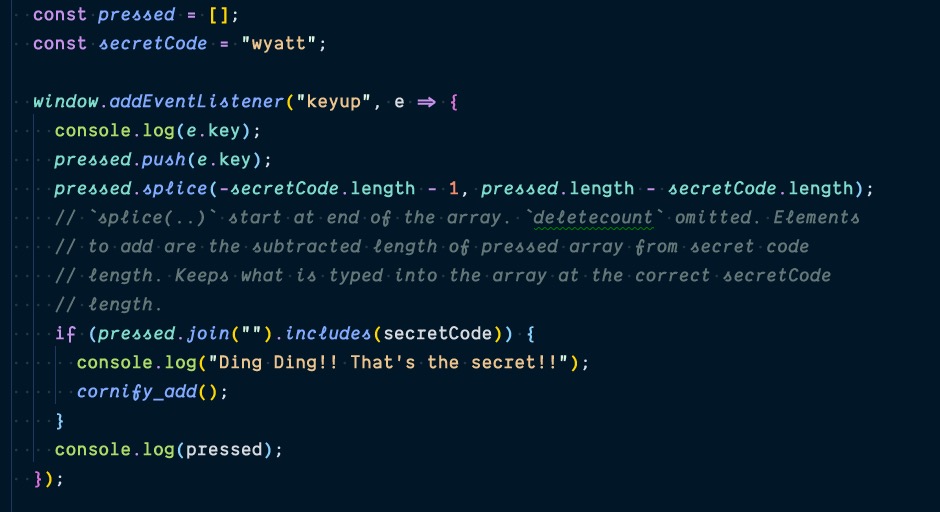 const pressed = [];
const secretCode = "wyatt";
window.addEventListener("keyup", e => {
console.log(e.key);
pressed.push(e.key);
pressed.splice(-secretCode.length - 1, pressed.length - secretCode.length);
// `splice(..)` start at end of the array. `deletecount` omitted. Elements
// to add are the subtracted length of pressed array from secret code
// length. Keeps what is typed into the array at the correct secretCode
// length.
if (pressed.join("").includes(secretCode)) {
console.log("Ding Ding!! That's the secret!!");
cornify_add();
}
console.log(pressed);
});